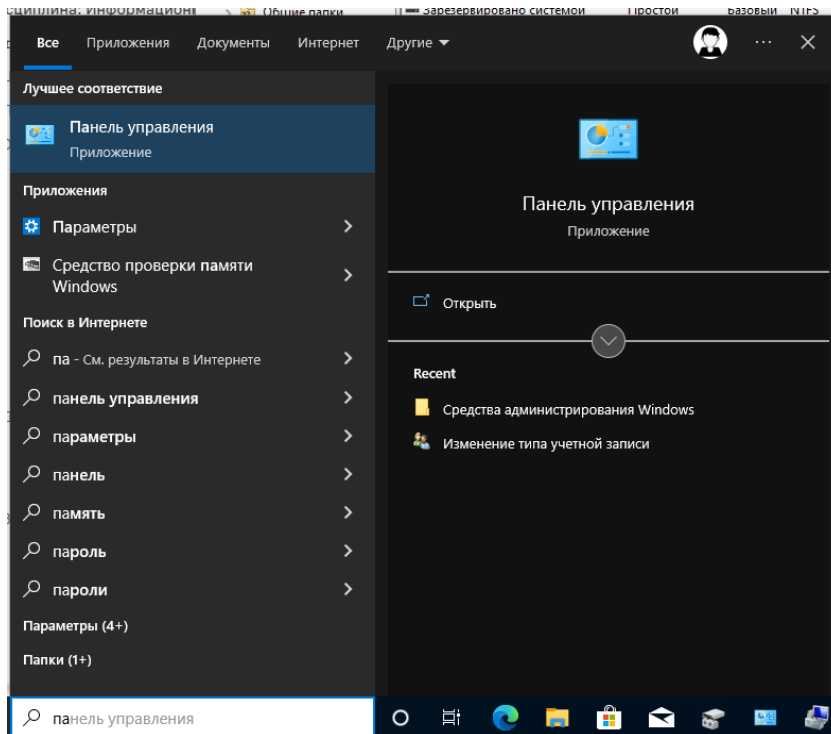 Общие папки
Зарезервировано системой Простой Базовый NTFS
Все Приложения Документы Интернет Другие
Лучшее соответствие
Панель управления
Приложение
Приложения
Параметры
Средство проверки памяти
Windows
Поиск в Интернете
па - См. результаты в Интернете
панель управления
параметры
панель
память
пароль
пароли
Параметры (4+)
Папки (1+)
панель управления
Панель управления
Приложение
Открыть
Recent
Средства администрирования Windows
Изменение типа учетной записи